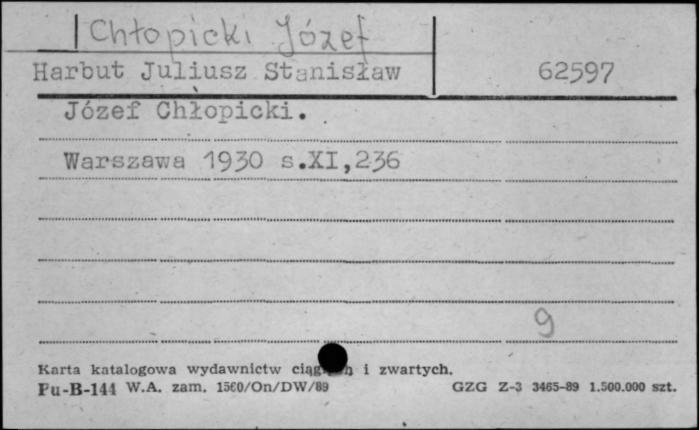 Chłopicki Józef
Harbut Juliusz Stanisław 62597
Józef Chłopicki.
Warszawa 1930 s.XI,236
9
Karta katalogowa wydawnictw i zwartych.
Pu-B-144 W.A. zam. 1560/On/DW/89 GZG Z-3 3465-89 1.500.000 szt.